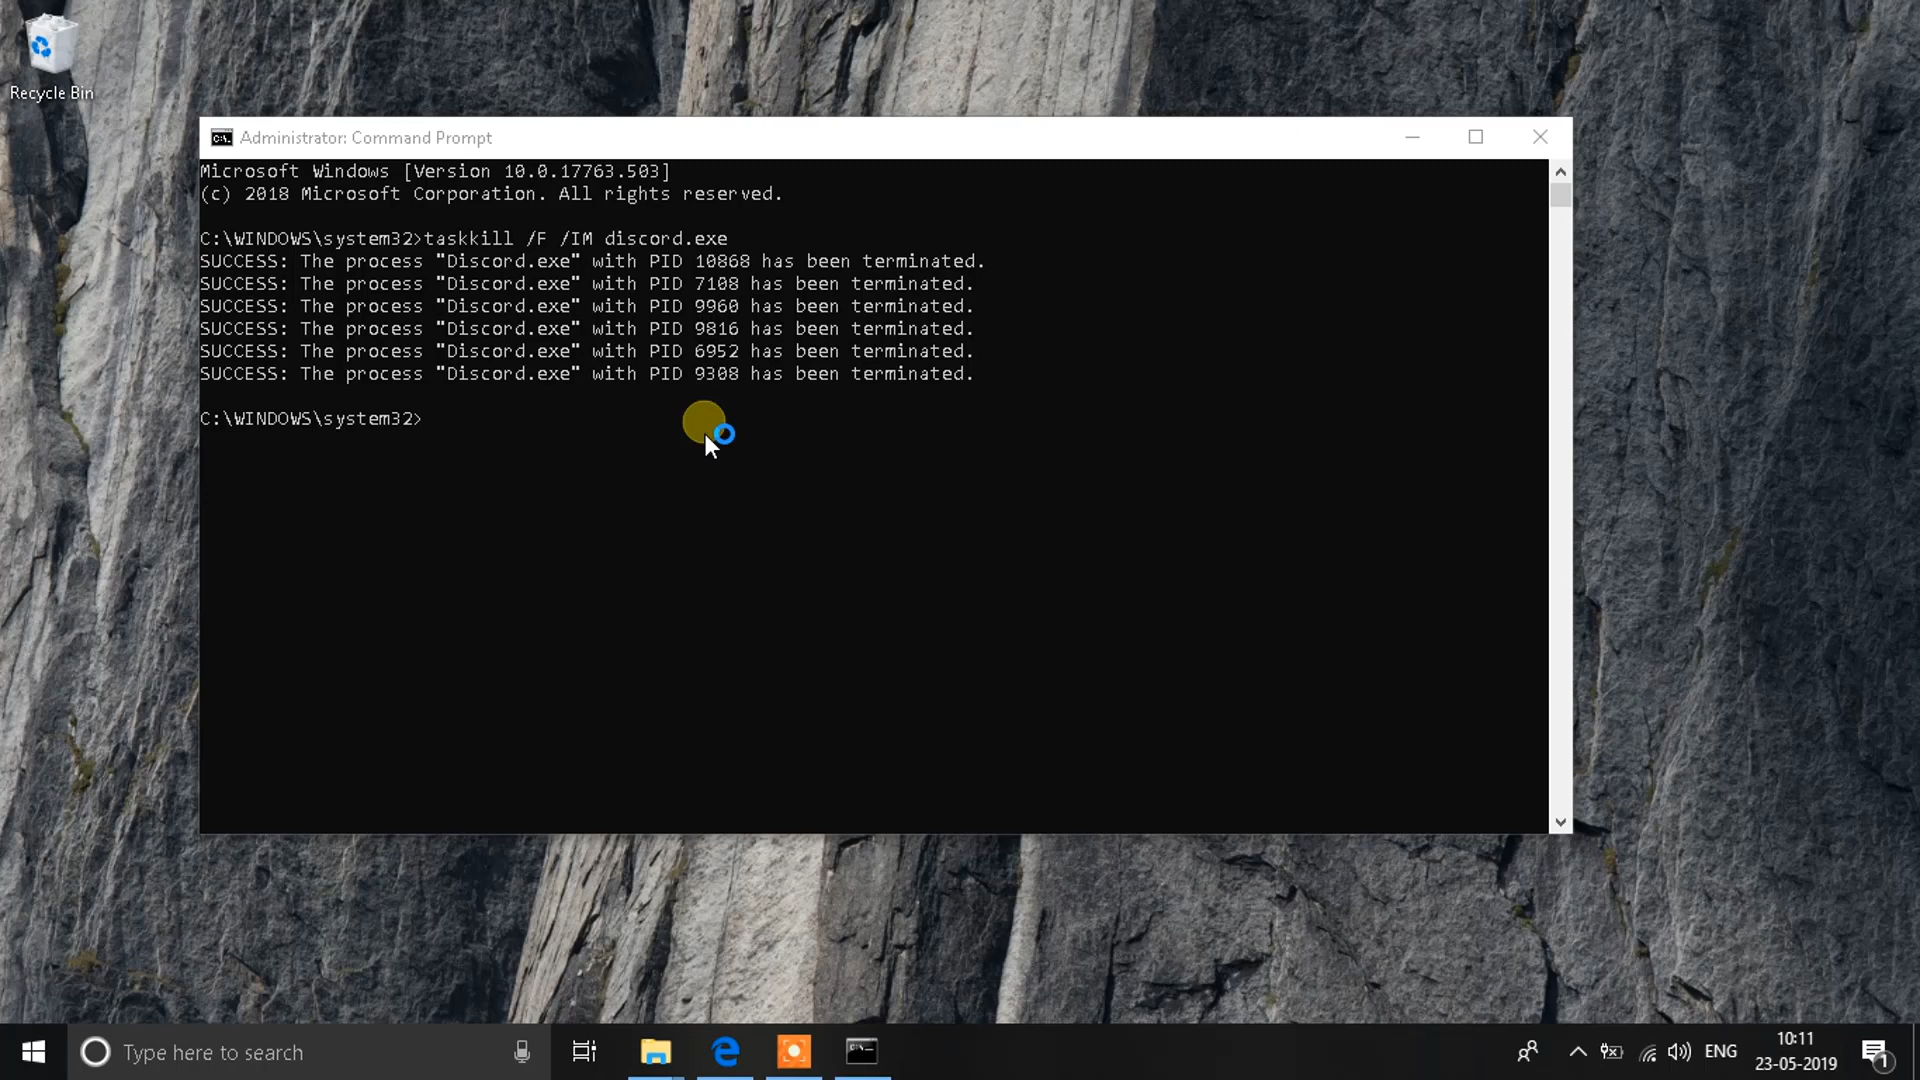 Recycle Bin
Administrator: Command Prompt
Microsoft Windows [Version 10.0.17763.503]
(c) 2018 Microsoft Corporation. All rights reserved.
C:\WINDOWS\system32>taskkill /F /IM discord.exe
SUCCESS: The process "Discord.exe" with PID 10868 has been terminated.
SUCCESS: The process "Discord.exe" with PID 7108 has been terminated.
SUCCESS: The process "Discord.exe" with PID 9960 has been terminated.
SUCCESS: The process "Discord.exe" with PID 9816 has been terminated.
SUCCESS: The process "Discord.exe" with PID 6952 has been terminated.
SUCCESS: The process "Discord.exe" with PID 9308 has been terminated.
C:\WINDOWS\system32>
Type here to search
ENG
10:11
23-05-2019
1